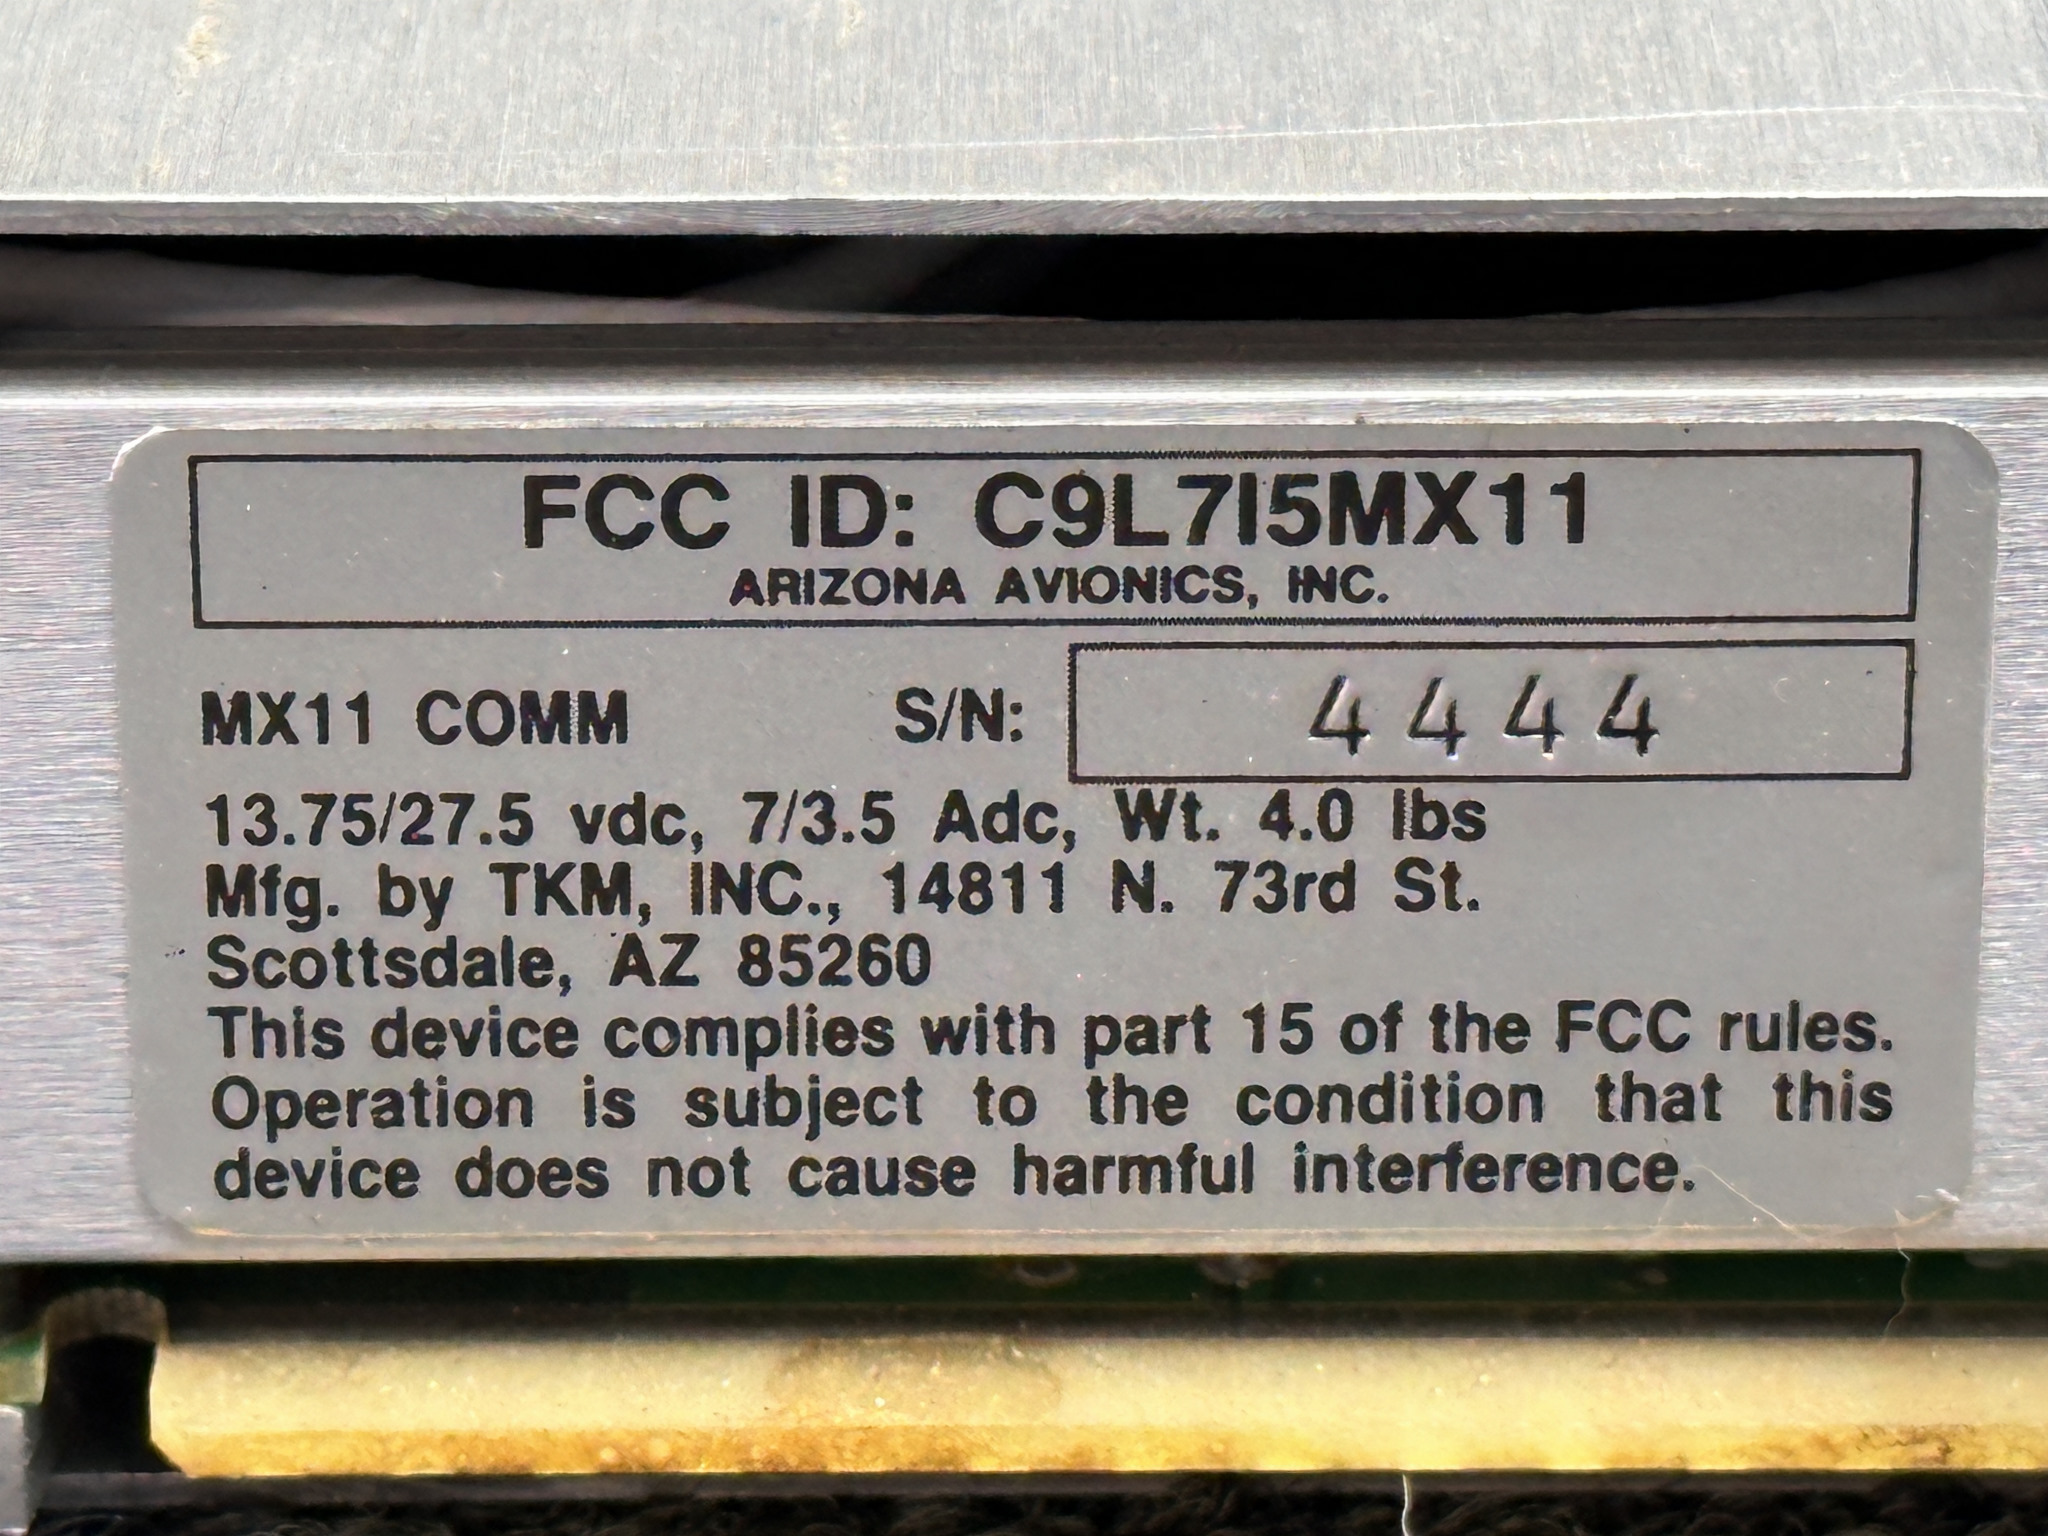 FCC ID: C9L7I5MX11
ARIZONA AVIONICS, INC.
MX11 COMM S/N: 4444
13.75/27.5 vdc, 7/3.5 Adc, Wt. 4.0 lbs
Mfg. by TKM, INC., 14811 N. 73rd St.
Scottsdale, AZ 85260
This device complies with part 15 of the FCC rules.
Operation is subject to the condition that this
device does not cause harmful interference.